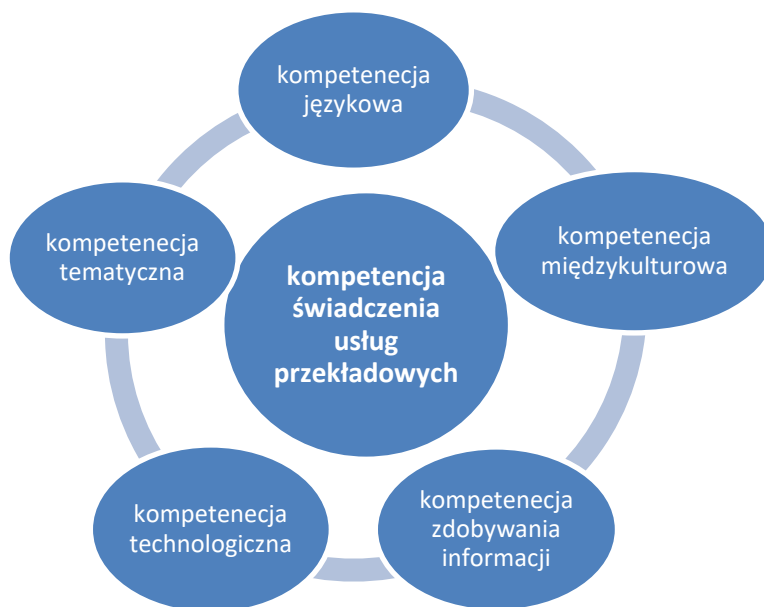 kompetenecja
językowa
kompetenecja
międzykulturowa
kompetenecja
zdobywania
informacji
kompetenecja
technologiczna
kompetenecja
tematyczna
kompetencja
świadczenia
usług
przekładowych